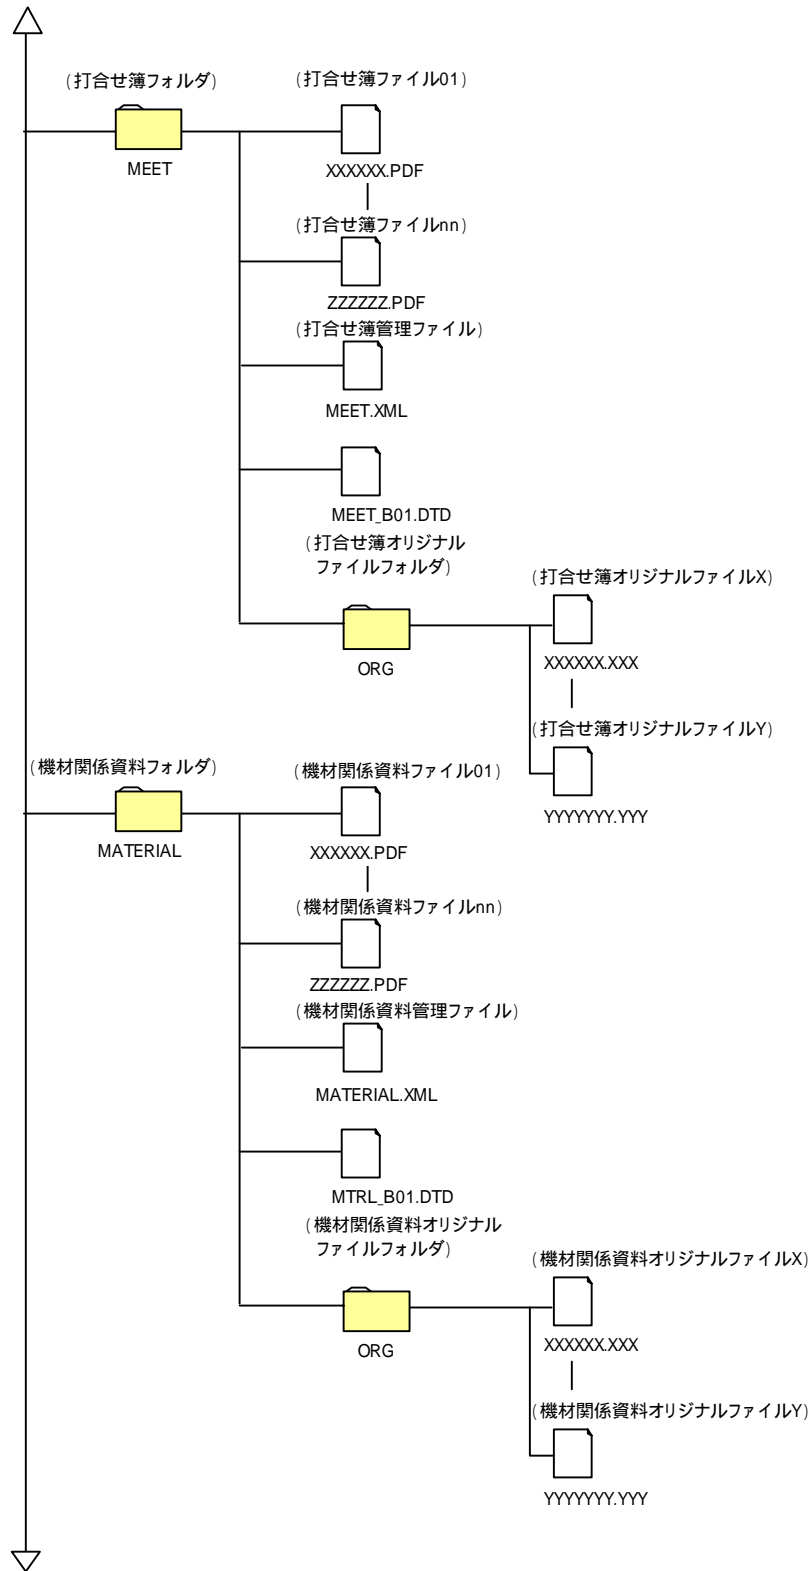 (打合せ簿フォルダ)
MEET
(打合せ簿ファイル01)
XXXXXX.PDF
(打合せ簿ファイルnn)
ZZZZZZ.PDF
(打合せ簿管理ファイル)
MEET.XML
MEET_B01.DTD
(打合せ簿オリジナル
ファイルフォルダ)
ORG
(打合せ簿オリジナルファイルX)
XXXXXX.XXX
(打合せ簿オリジナルファイルY)
YYYYYYY.YYY
(機材関係資料フォルダ)
MATERIAL
(機材関係資料ファイル01)
XXXXXX.PDF
(機材関係資料ファイルnn)
ZZZZZZ.PDF
(機材関係資料管理ファイル)
MATERIAL.XML
MTRL_B01.DTD
(機材関係資料オリジナル
ファイルフォルダ)
ORG
(機材関係資料オリジナルファイルX)
XXXXXX.XXX
(機材関係資料オリジナルファイルY)
YYYYYYY.YYY